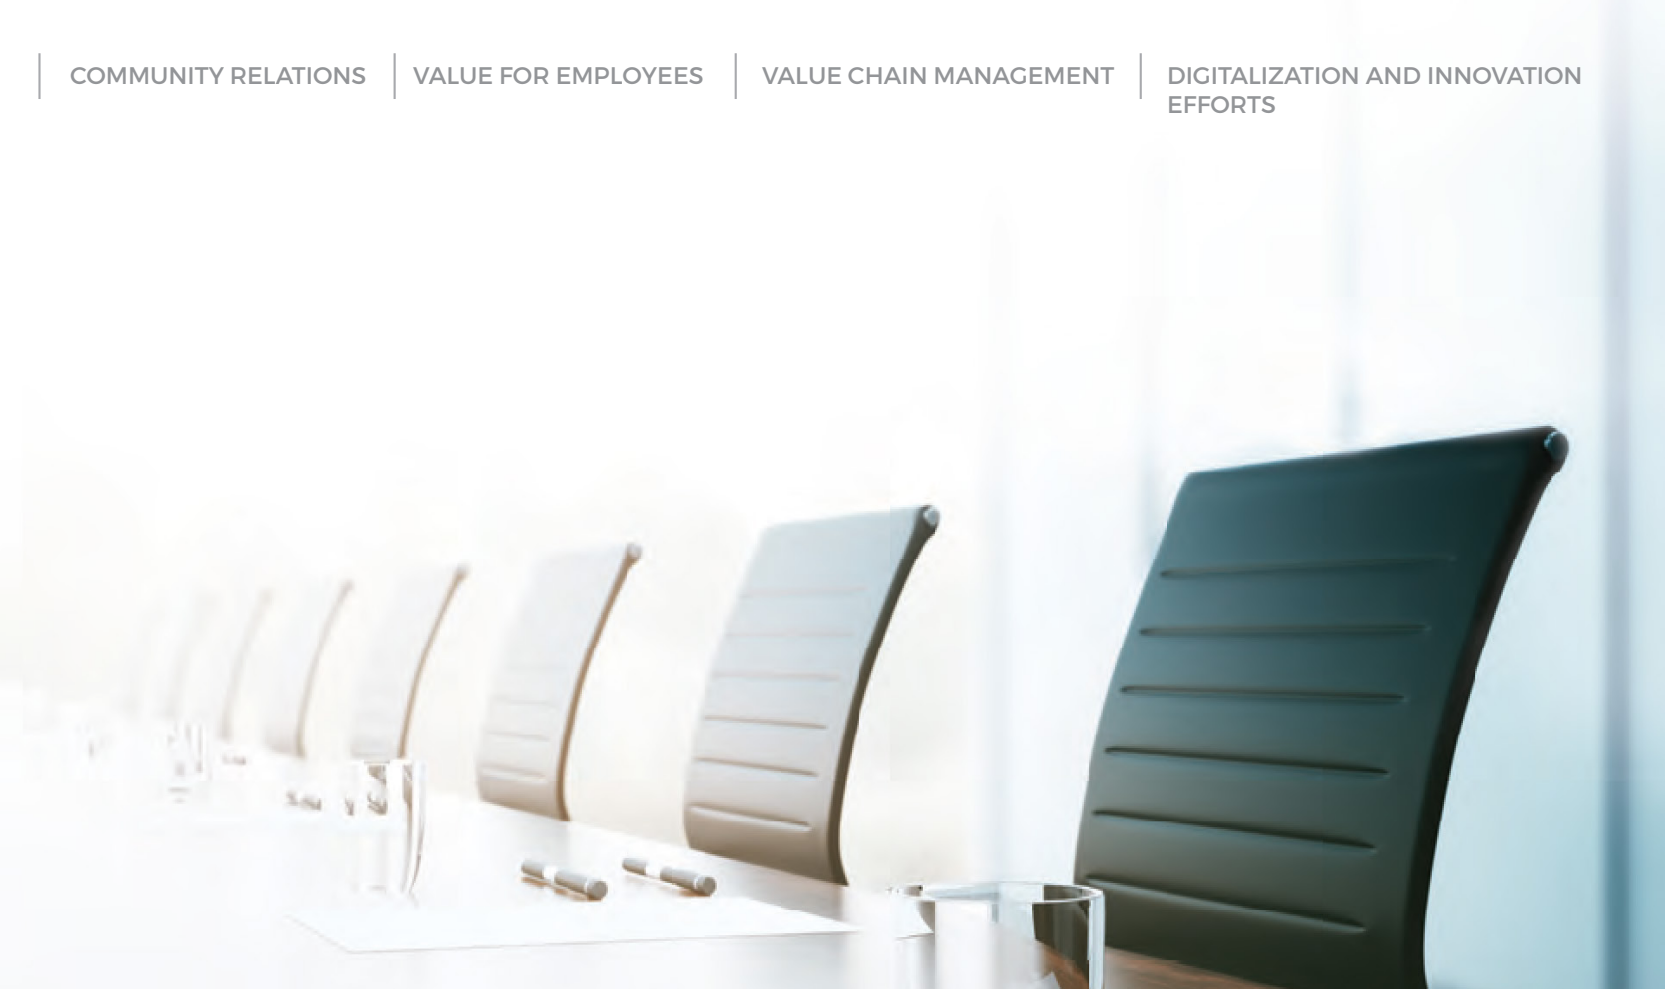 COMMUNITY RELATIONS
VALUE FOR EMPLOYEES
VALUE CHAIN MANAGEMENT
DIGITALIZATION AND INNOVATION
EFFORTS